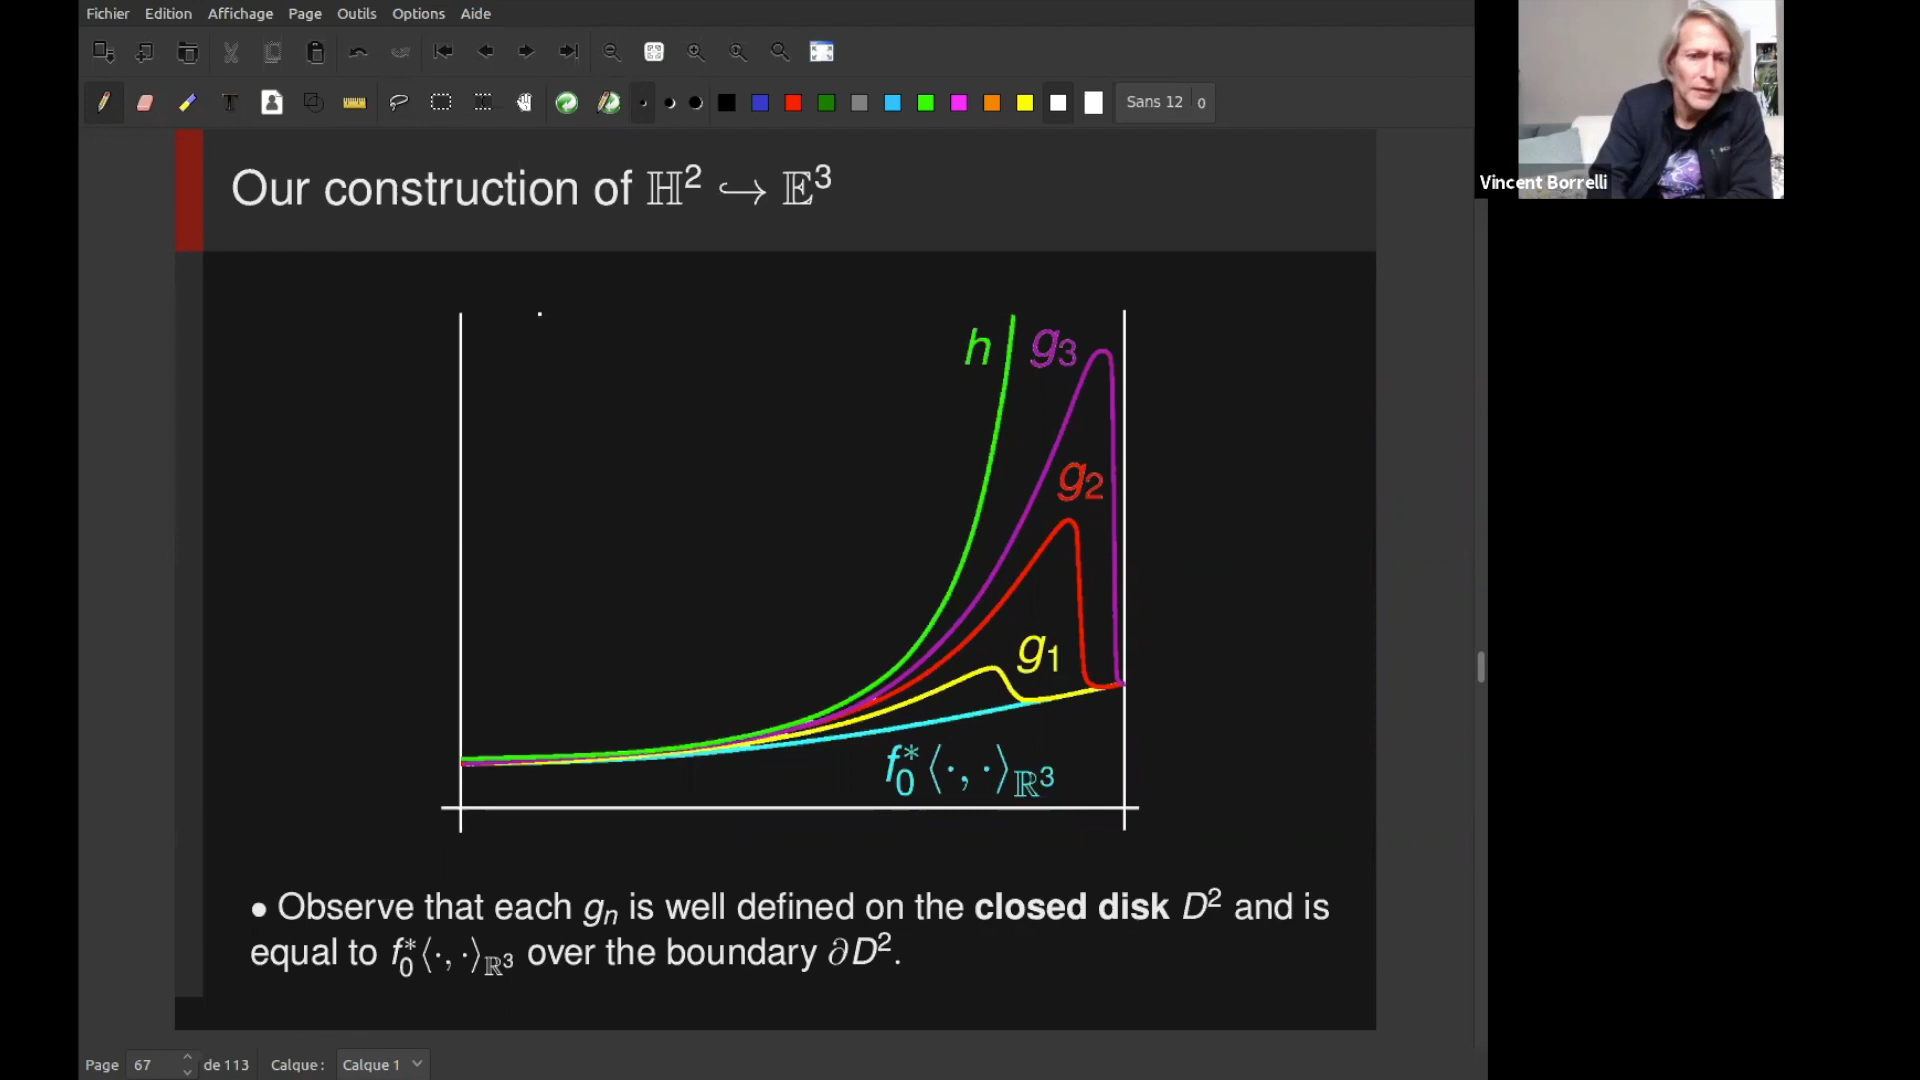 Fichier Edition Affichage Page Outils Options Aide
Sans 12 0
Vincent Borrelli
Our construction of ℍ² ↪ 𝔼³
h g₃
g₂
g₁
f₀*⟨·, ·⟩ℝ³
• Observe that each gₙ is well defined on the closed disk D² and is
equal to f₀*⟨·, ·⟩ℝ³ over the boundary ∂D².
Page 67 de 113 Calque : Calque 1